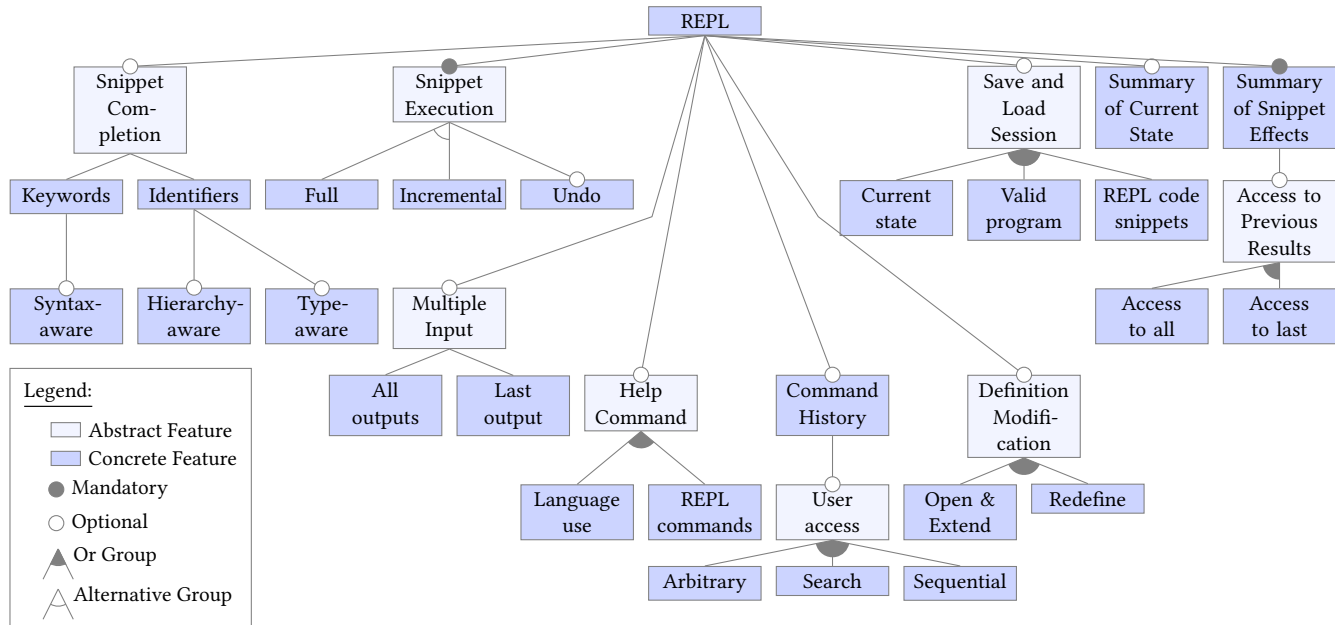 REPL
Snippet
Com-
pletion
Snippet
Execution
Save and
Load
Session
Summary
of Current
State
Summary
of Snippet
Effects
Keywords
Identifiers
Full
Incremental
Undo
Current
state
Valid
program
REPL code
snippets
Access to
Previous
Results
Syntax-
aware
Hierarchy-
aware
Type-
aware
Multiple
Input
Access
to all
Access
to last
All
outputs
Last
output
Help
Command
Command
History
Definition
Modifi-
cation
Language
use
REPL
commands
User
access
Open &
Extend
Redefine
Arbitrary
Search
Sequential
Legend:
Abstract Feature
Concrete Feature
Mandatory
Optional
Or Group
Alternative Group